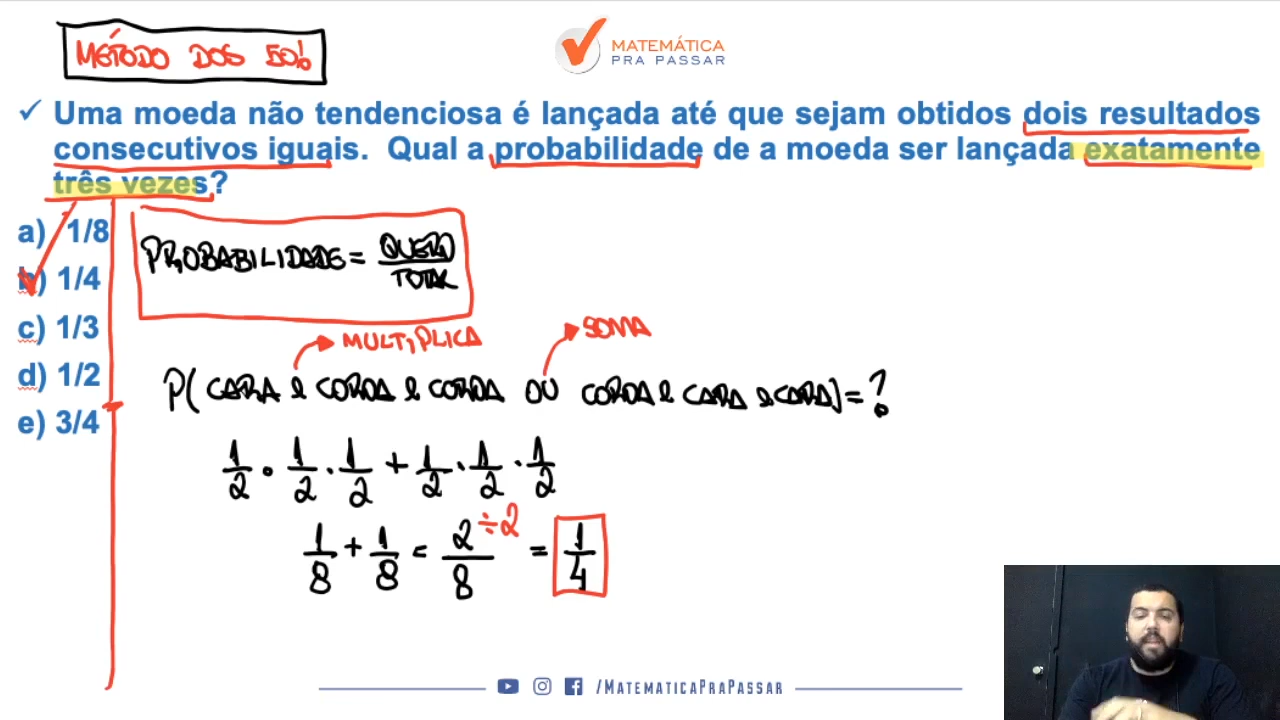 MÉTODO DOS 50!
MATEMÁTICA
PRA PASSAR
✓ Uma moeda não tendenciosa é lançada até que sejam obtidos dois resultados
consecutivos iguais. Qual a probabilidade de a moeda ser lançada exatamente
três vezes?
a) 1/8
b) 1/4
c) 1/3
d) 1/2
e) 3/4
PROBABILIDADE = QUERO/TOTAL
MULTIPLICA
SOMA
P( CARA e COROA e COROA OU COROA e CARA e CARA) = ?
1/2 . 1/2 . 1/2 + 1/2 . 1/2 . 1/2
1/8 + 1/8 = 2/8 ÷2 = 1/4
/MATEMATICAPRAPASSAR